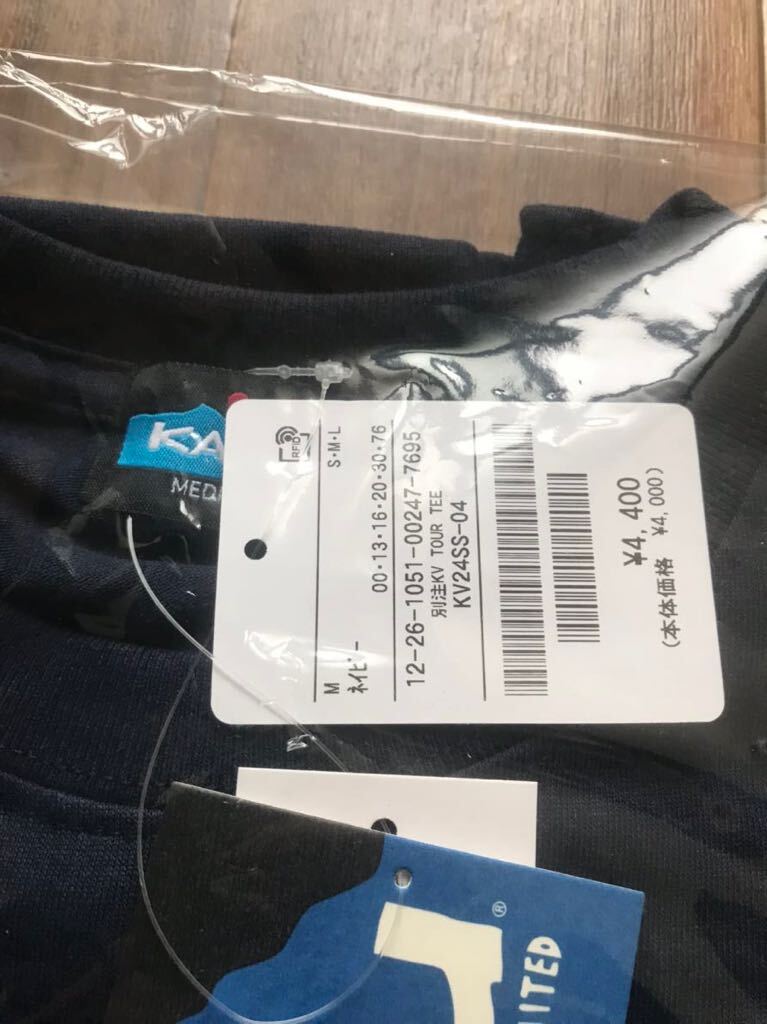 KA
MED
RFID
S・M・L
M
00・13・16・20・30・76
ネイビー
12-26-1051-00247-7695
別注KV TOUR TEE
KV24SS-04
¥4,400
(本体価格 ¥4,000)
®